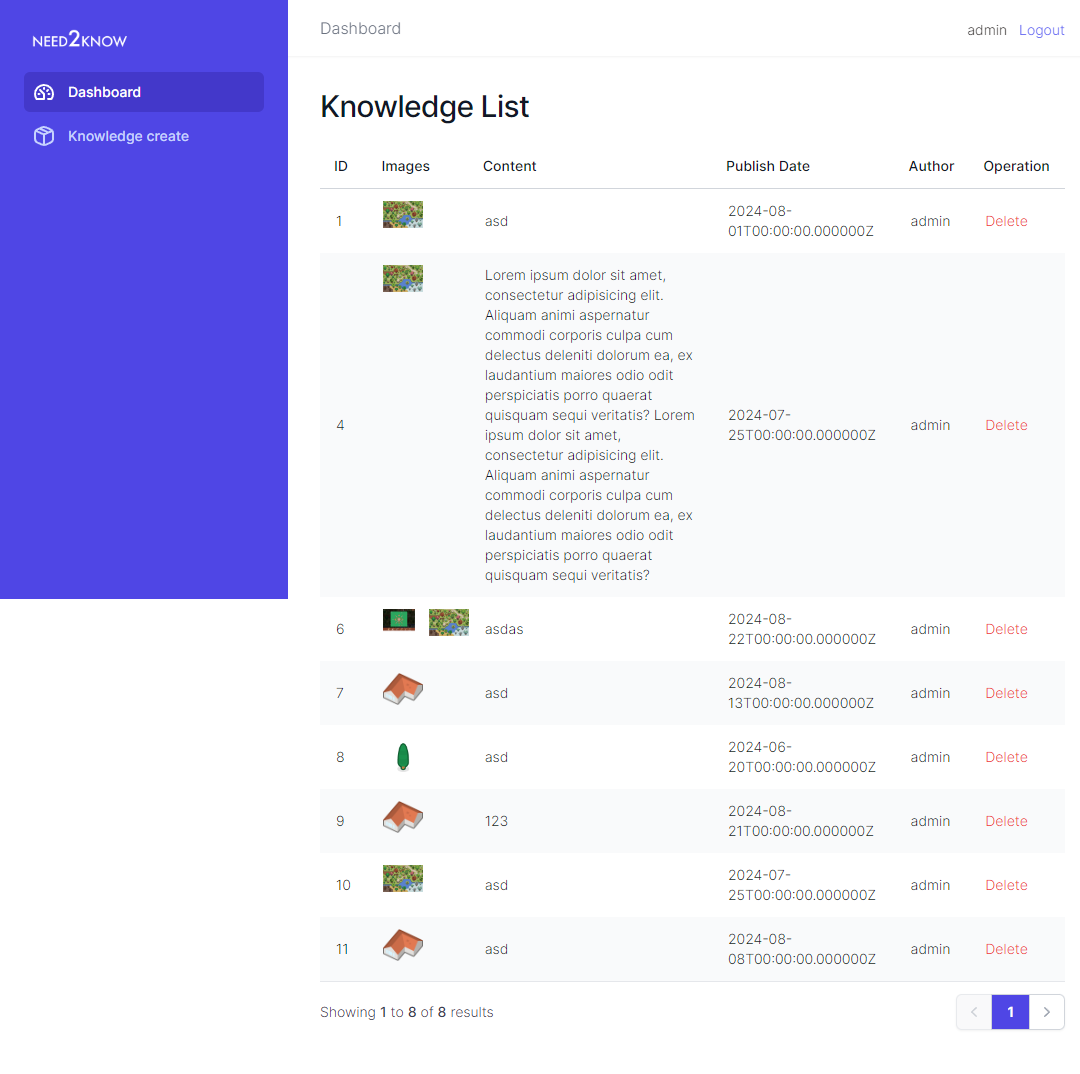 NEED2KNOW
Dashboard
Knowledge create
Dashboard
admin Logout
Knowledge List
ID Images Content Publish Date Author Operation
1 asd 2024-08-
01T00:00:00.000000Z admin Delete
Lorem ipsum dolor sit amet,
consectetur adipisicing elit.
Aliquam animi aspernatur
commodi corporis culpa cum
delectus deleniti dolorum ea, ex
laudantium maiores odio odit
perspiciatis porro quaerat
quisquam sequi veritatis? Lorem
ipsum dolor sit amet,
consectetur adipisicing elit.
Aliquam animi aspernatur
commodi corporis culpa cum
delectus deleniti dolorum ea, ex
laudantium maiores odio odit
perspiciatis porro quaerat
quisquam sequi veritatis?
4 2024-07-
25T00:00:00.000000Z admin Delete
6 asdas 2024-08-
22T00:00:00.000000Z admin Delete
7 asd 2024-08-
13T00:00:00.000000Z admin Delete
8 asd 2024-06-
20T00:00:00.000000Z admin Delete
9 123 2024-08-
21T00:00:00.000000Z admin Delete
10 asd 2024-07-
25T00:00:00.000000Z admin Delete
11 asd 2024-08-
08T00:00:00.000000Z admin Delete
Showing 1 to 8 of 8 results
1